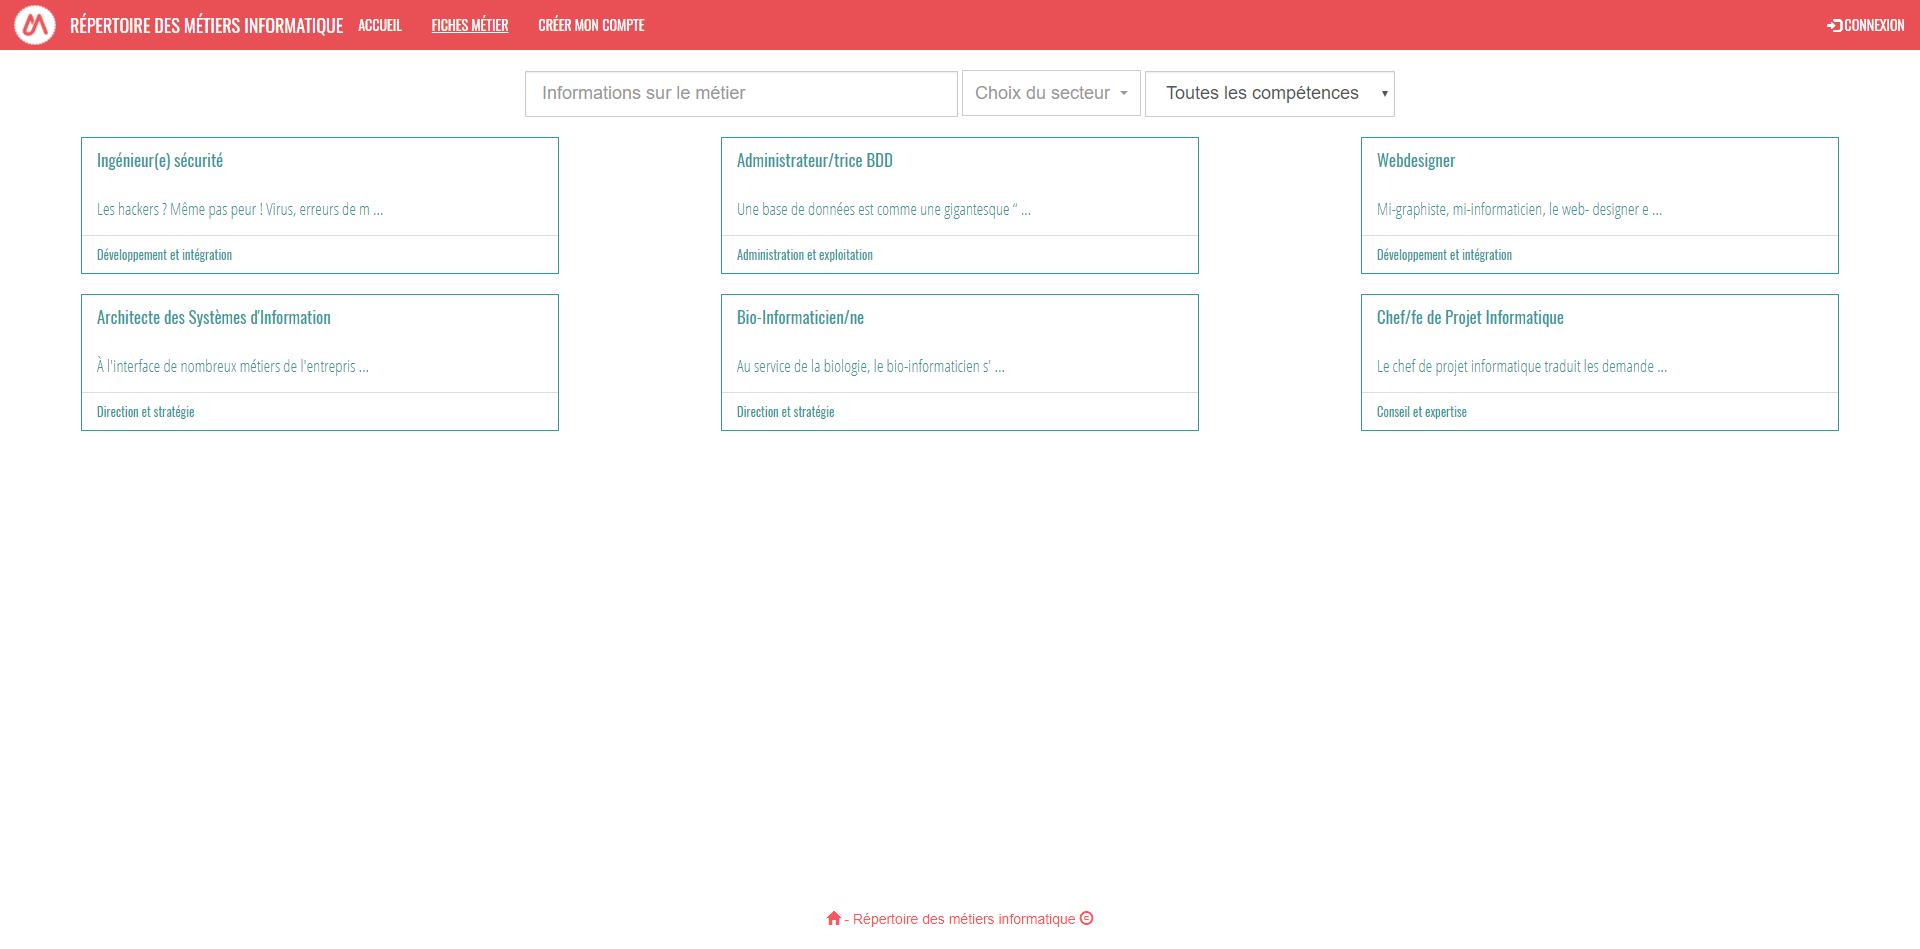 RÉPERTOIRE DES MÉTIERS INFORMATIQUE ACCUEIL FICHES MÉTIER CRÉER MON COMPTE CONNEXION
Informations sur le métier Choix du secteur Toutes les compétences
Ingénieur(e) sécurité
Les hackers ? Même pas peur ! Virus, erreurs de m ...
Développement et intégration
Administrateur/trice BDD
Une base de données est comme une gigantesque “ ...
Administration et exploitation
Webdesigner
Mi-graphiste, mi-informaticien, le web- designer e ...
Développement et intégration
Architecte des Systèmes d'Information
À l'interface de nombreux métiers de l'entrepris ...
Direction et stratégie
Bio-Informaticien/ne
Au service de la biologie, le bio-informaticien s' ...
Direction et stratégie
Chef/fe de Projet Informatique
Le chef de projet informatique traduit les demande ...
Conseil et expertise
- Répertoire des métiers informatique ©